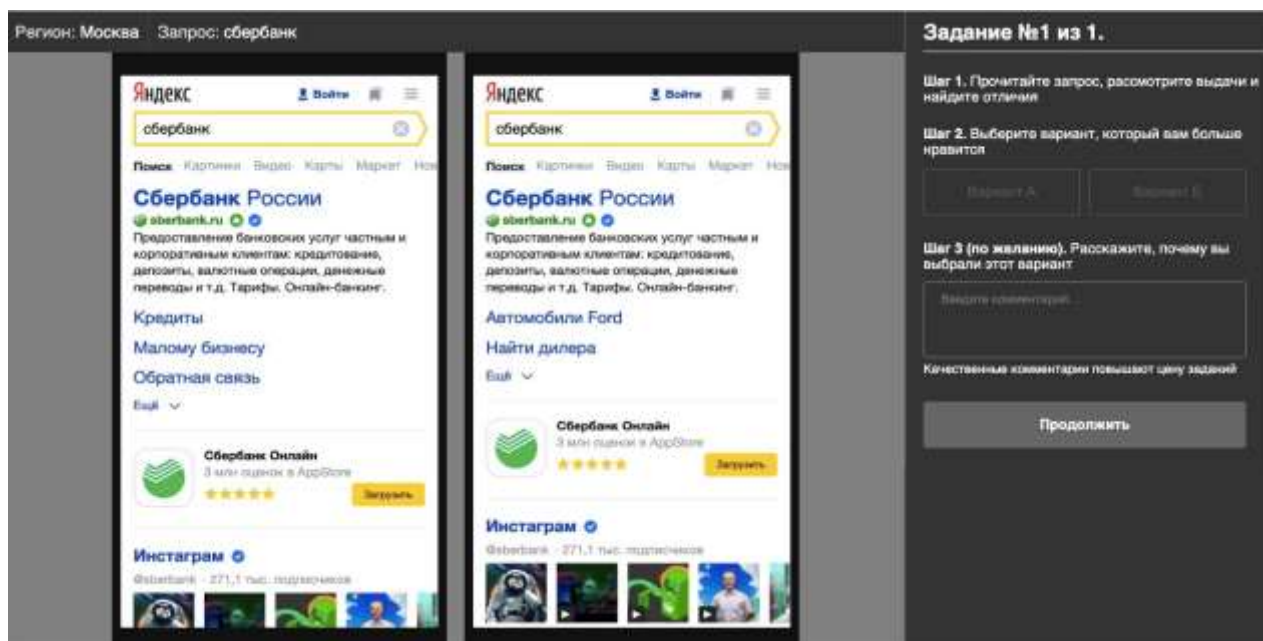 Регион: Москва Запрос: сбербанк
Яндекс
Войти
сбербанк
Поиск Картинки Видео Карты Маркет Нов
Сбербанк России
sberbank.ru
Предоставление банковских услуг частным и
корпоративным клиентам: кредитование,
депозиты, валютные операции, денежные
переводы и т.д. Тарифы. Онлайн-банкинг.
Кредиты
Малому бизнесу
Обратная связь
Ещё
Сбербанк Онлайн
3 млн оценок в AppStore
Загрузить
Инстаграм
@sberbank · 271,1 тыс. подписчиков
Яндекс
Войти
сбербанк
Поиск Картинки Видео Карты Маркет Нов
Сбербанк России
sberbank.ru
Предоставление банковских услуг частным и
корпоративным клиентам: кредитование,
депозиты, валютные операции, денежные
переводы и т.д. Тарифы. Онлайн-банкинг.
Автомобили Ford
Найти дилера
Ещё
Сбербанк Онлайн
3 млн оценок в AppStore
Загрузить
Инстаграм
@sberbank · 271,1 тыс. подписчиков
Задание №1 из 1.
Шаг 1. Прочитайте запрос, рассмотрите выдачи и
найдите отличия
Шаг 2. Выберите вариант, который вам больше
нравится
Вариант А Вариант Б
Шаг 3 (по желанию). Расскажите, почему вы
выбрали этот вариант
Введите комментарий...
Качественные комментарии повышают цену заданий
Продолжить